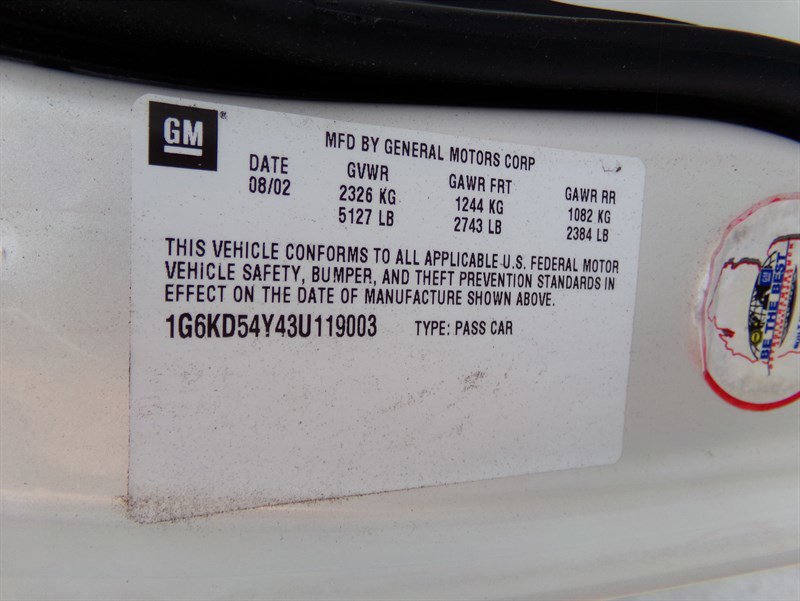 GM®
MFD BY GENERAL MOTORS CORP
DATE GVWR GAWR FRT GAWR RR
08/02 2326 KG 1244 KG 1082 KG
5127 LB 2743 LB 2384 LB
THIS VEHICLE CONFORMS TO ALL APPLICABLE U.S. FEDERAL MOTOR
VEHICLE SAFETY, BUMPER, AND THEFT PREVENTION STANDARDS IN
EFFECT ON THE DATE OF MANUFACTURE SHOWN ABOVE.
1G6KD54Y43U119003 TYPE: PASS CAR
GM
BE THE BEST